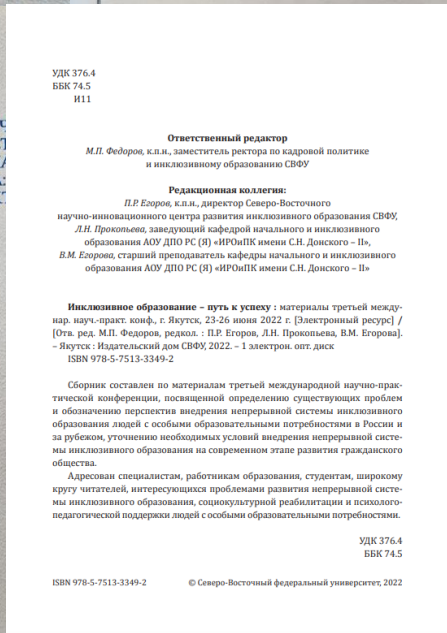 УДК 376.4
ББК 74.5
И11
Ответственный редактор
М.П. Федоров, к.п.н., заместитель ректора по кадровой политике
и инклюзивному образованию СВФУ
Редакционная коллегия:
П.Р. Егоров, к.п.н., директор Северо-Восточного
научно-инновационного центра развития инклюзивного образования СВФУ,
Л.Н. Прокопьева, заведующий кафедрой начального и инклюзивного
образования АОУ ДПО РС (Я) «ИРОиПК имени С.Н. Донского – II»,
В.М. Егорова, старший преподаватель кафедры начального и инклюзивного
образования АОУ ДПО РС (Я) «ИРОиПК имени С.Н. Донского – II»
Инклюзивное образование – путь к успеху : материалы третьей между-
нар. науч.-практ. конф., г. Якутск, 23-26 июня 2022 г. [Электронный ресурс] /
[Отв. ред. М.П. Федоров, редкол. : П.Р. Егоров, Л.Н. Прокопьева, В.М. Егорова].
– Якутск : Издательский дом СВФУ, 2022. – 1 электрон. опт. диск
ISBN 978-5-7513-3349-2
Сборник составлен по материалам третьей международной научно-прак-
тической конференции, посвященной определению существующих проблем
и обозначению перспектив внедрения непрерывной системы инклюзивного
образования людей с особыми образовательными потребностями в России и
за рубежом, уточнению необходимых условий внедрения непрерывной систе-
мы инклюзивного образования на современном этапе развития гражданского
общества.
Адресован специалистам, работникам образования, студентам, широкому
кругу читателей, интересующихся проблемами развития непрерывной систе-
мы инклюзивного образования, социокультурной реабилитации и психолого-
педагогической поддержки людей с особыми образовательными потребностями.
УДК 376.4
ББК 74.5
ISBN 978-5-7513-3349-2 © Северо-Восточный федеральный университет, 2022